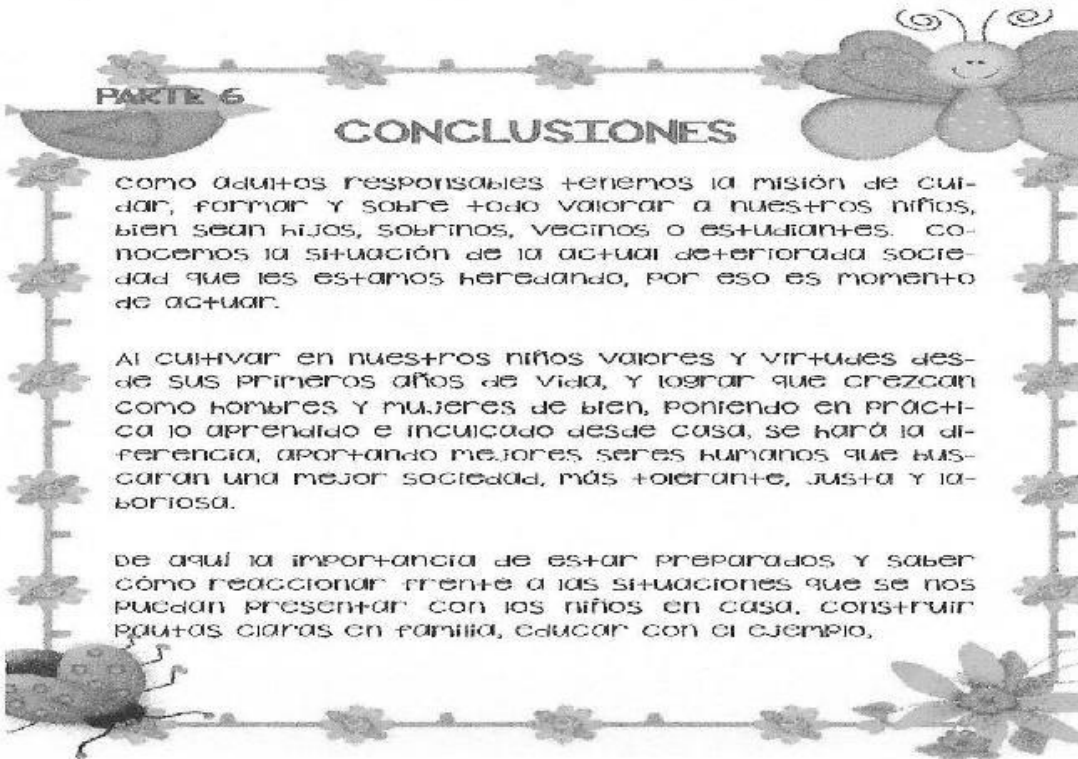 PARTE 6
CONCLUSIONES
Como adultos responsables tenemos la misión de cui-
dar, formar y sobre todo valorar a nuestros niños,
bien sean hijos, sobrinos, vecinos o estudiantes. Co-
nocemos la situación de la actual deteriorada socie-
dad que les estamos heredando, por eso es momento
de actuar.
Al cultivar en nuestros niños valores y virtudes des-
de sus primeros años de vida, y lograr que crezcan
como hombres y mujeres de bien, poniendo en prácti-
ca lo aprendido e inculcado desde casa, se hará la di-
ferencia, aportando mejores seres humanos que bus-
caran una mejor sociedad, más tolerante, justa y la-
boriosa.
De aquí la importancia de estar preparados y saber
cómo reaccionar frente a las situaciones que se nos
puedan presentar con los niños en casa, construir
pautas claras en familia, educar con el ejemplo,